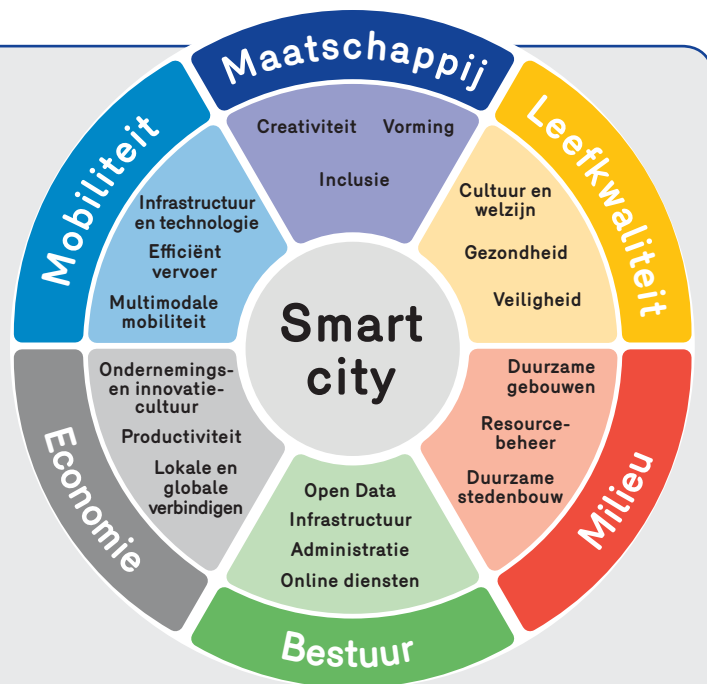 Maatschappij
Creativiteit Vorming
Inclusie
Leefkwaliteit
Cultuur en
welzijn
Gezondheid
Veiligheid
Milieu
Duurzame
gebouwen
Resource-
beheer
Duurzame
stedenbouw
Bestuur
Open Data
Infrastructuur
Administratie
Online diensten
Economie
Ondernemings-
en innovatie-
cultuur
Productiviteit
Lokale en
globale
verbindigen
Mobiliteit
Infrastructuur
en technologie
Efficiënt
vervoer
Multimodale
mobiliteit
Smart
city